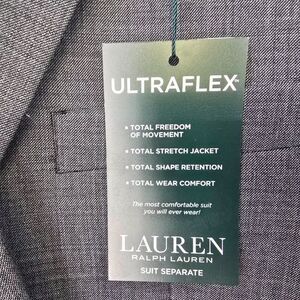 ULTRAFLEX
• TOTAL FREEDOM
OF MOVEMENT
• TOTAL STRETCH JACKET
• TOTAL SHAPE RETENTION
• TOTAL WEAR COMFORT
The most comfortable suit
you will ever wear!
LAUREN
RALPH LAUREN
SUIT SEPARATE